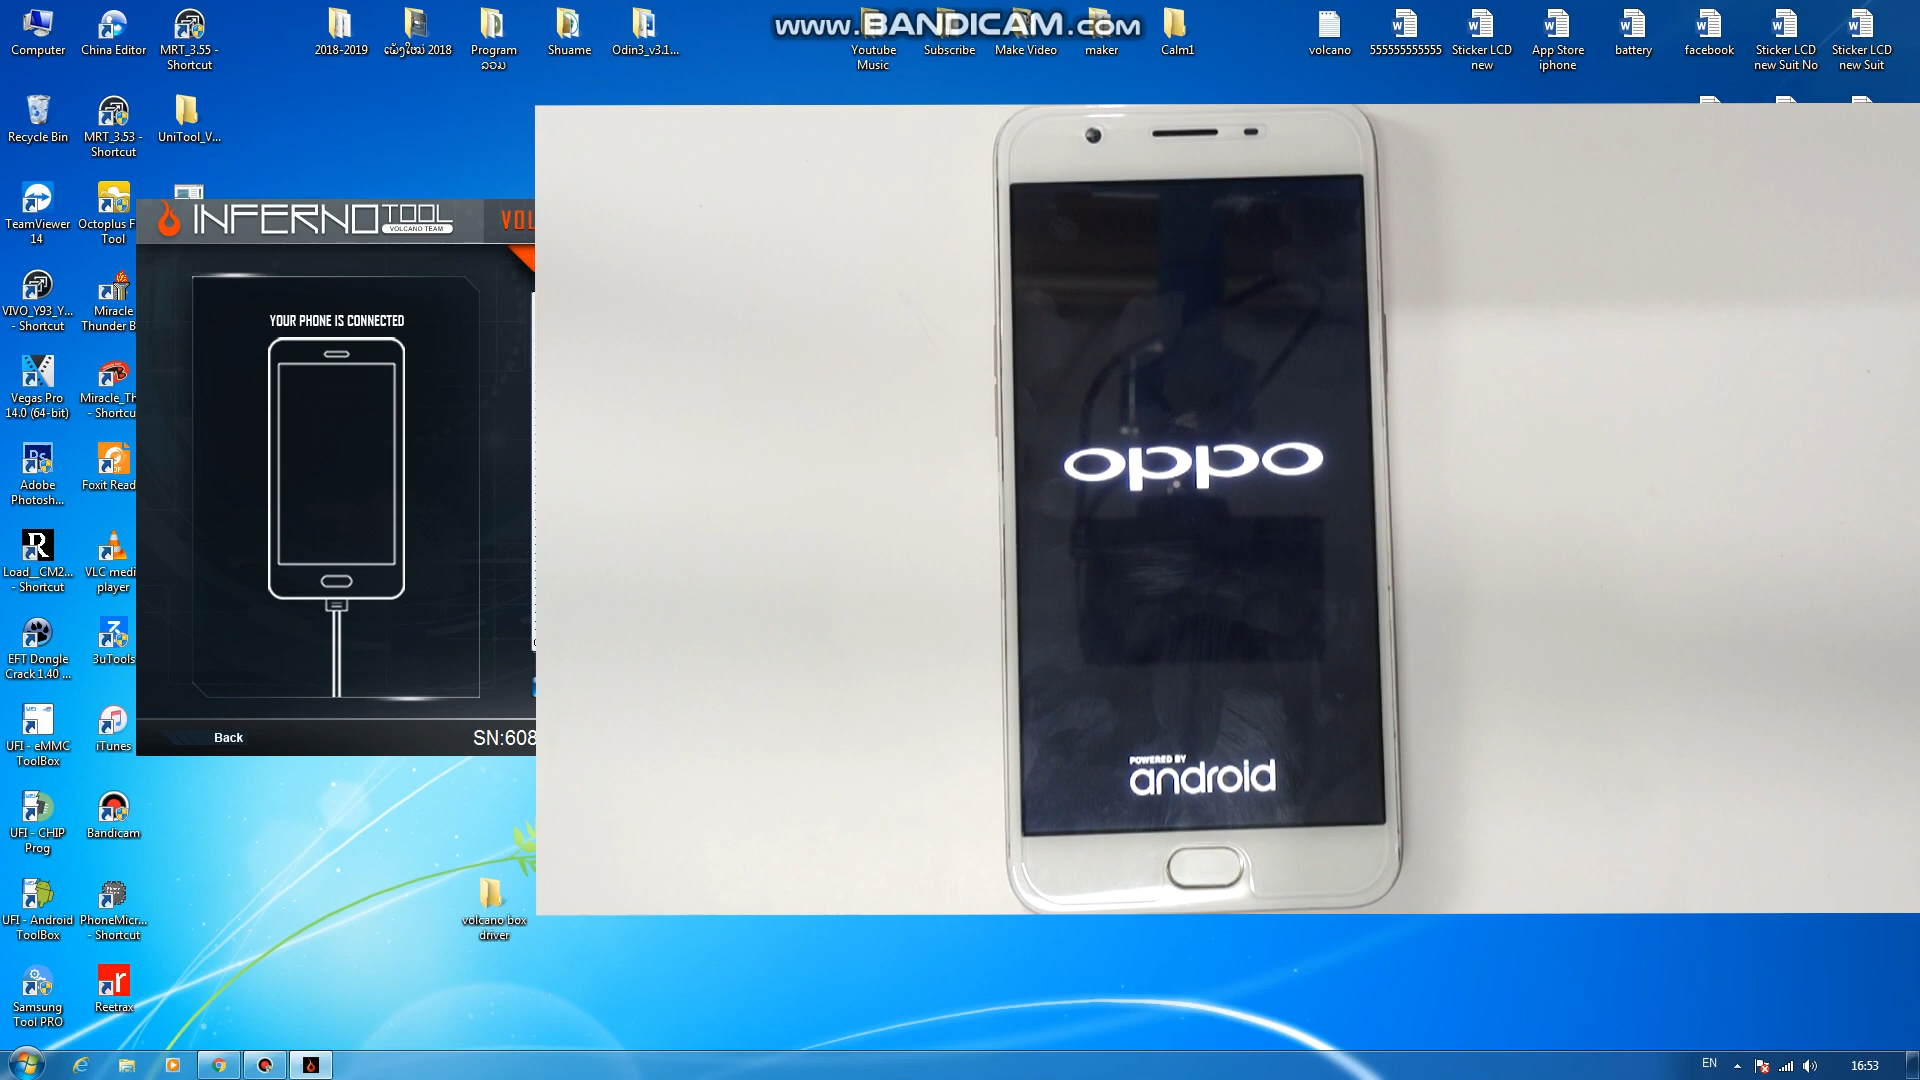 www.BANDICAM.com
Computer
China Editor
MRT_3.55 -
Shortcut
2018-2019
ເພັງໃໝ່ 2018
Program
ລວມ
Shuame
Odin3_v3.1...
Youtube
Music
Subscribe
Make Video
maker
Calm1
volcano
555555555555
Sticker LCD
new
App Store
iphone
battery
facebook
Sticker LCD
new Suit No
Sticker LCD
new Suit
Recycle Bin
MRT_3.53 -
Shortcut
UniTool_V...
TeamViewer
14
Octoplus F
Tool
INFERNO TOOL
VOLCANO TEAM
VOL
VIVO_Y93_Y...
- Shortcut
Miracle
Thunder B
YOUR PHONE IS CONNECTED
Vegas Pro
14.0 (64-bit)
Miracle_Th
- Shortcu
oppo
Adobe
Photosh...
Foxit Read
Load__CM2...
- Shortcut
VLC medi
player
EFT Dongle
Crack 1.40 ...
3uTools
UFI - eMMC
ToolBox
iTunes
Back
SN:608
POWERED BY
android
UFI - CHIP
Prog
Bandicam
UFI - Android
ToolBox
PhoneMicr...
- Shortcut
volcano box
driver
Samsung
Tool PRO
Reetrax
EN
16:53